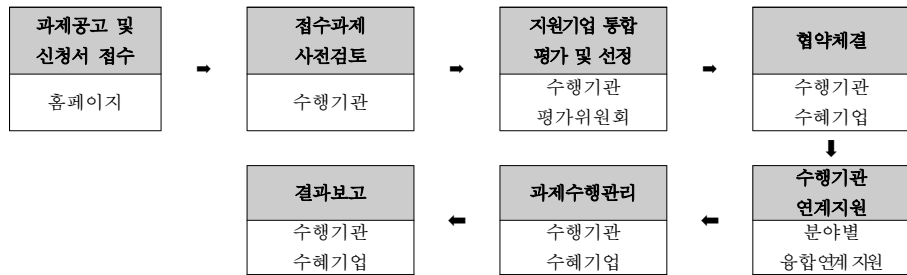 과제공고 및
신청서 접수
홈페이지
➡
접수과제
사전검토
수행기관
➡
지원기업 통합
평가 및 선정
수행기관
평가위원회
➡
협약체결
수행기관
수혜기업
⬇
수행기관
연계지원
분야별
융합연계 지원
⬅
과제수행관리
수행기관
수혜기업
⬅
결과보고
수행기관
수혜기업